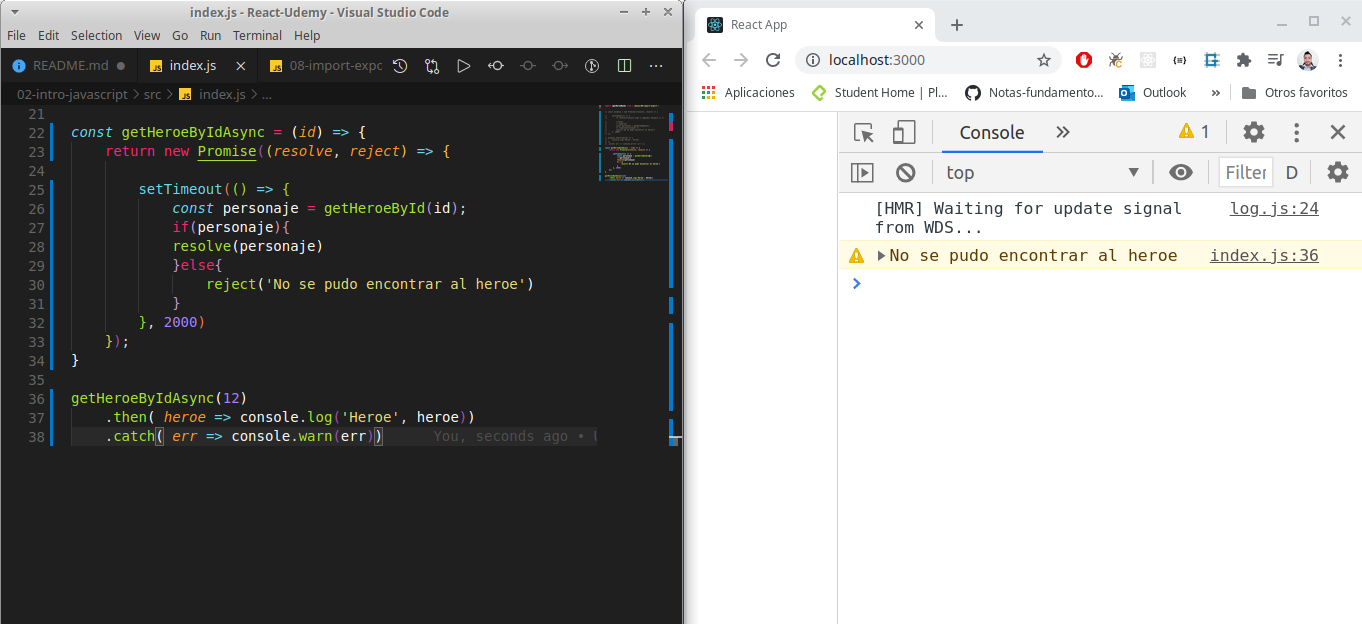 index.js - React-Udemy - Visual Studio Code
File Edit Selection View Go Run Terminal Help
README.md index.js 08-import-expo
02-intro-javascript > src > index.js > ...
21
22 const getHeroeByIdAsync = (id) => {
23 return new Promise((resolve, reject) => {
24
25 setTimeout(() => {
26 const personaje = getHeroeById(id);
27 if(personaje){
28 resolve(personaje)
29 }else{
30 reject('No se pudo encontrar al heroe')
31 }
32 }, 2000)
33 });
34 }
35
36 getHeroeByIdAsync(12)
37 .then( heroe => console.log('Heroe', heroe))
38 .catch( err => console.warn(err)) You, seconds ago •
React App
localhost:3000
Aplicaciones Student Home | Pl... Notas-fundamento... Outlook » Otros favoritos
Console » 1
top Filter D
[HMR] Waiting for update signal log.js:24
from WDS...
No se pudo encontrar al heroe index.js:36